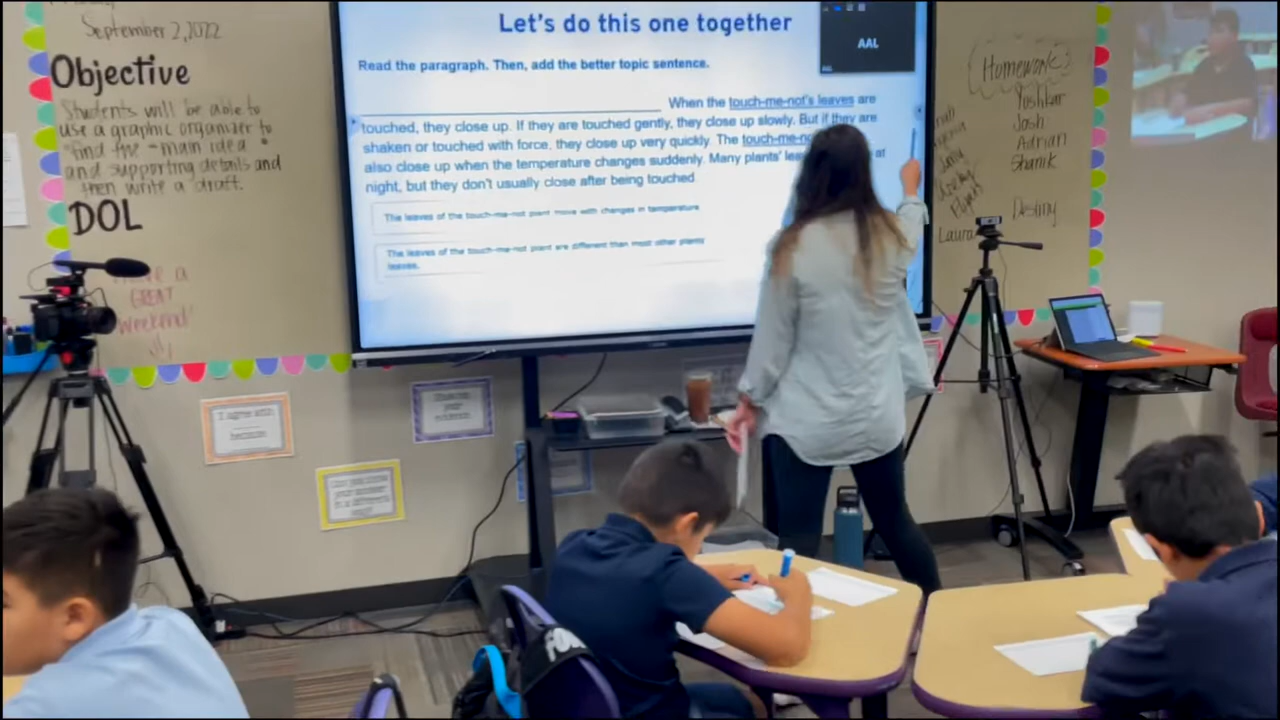 September 2, 2022
Objective
Students will be able to
use a graphic organizer to
find the main idea
and supporting details and
then write a draft.
DOL
Have a
GREAT
Weekend!
Let's do this one together
AAL
Read the paragraph. Then, add the better topic sentence.
When the touch-me-not's leaves are
touched, they close up. If they are touched gently, they close up slowly. But if they are
shaken or touched with force, they close up very quickly. The touch-me-no
also close up when the temperature changes suddenly. Many plants' lea at
night, but they don't usually close after being touched.
The leaves of the touch-me-not plant move with changes in temperature
The leaves of the touch-me-not plant are different than most other plants'
leaves.
Homework
Pushkar
Josh
Adrian
Sharik
Destiny
Laura
I agree with
because